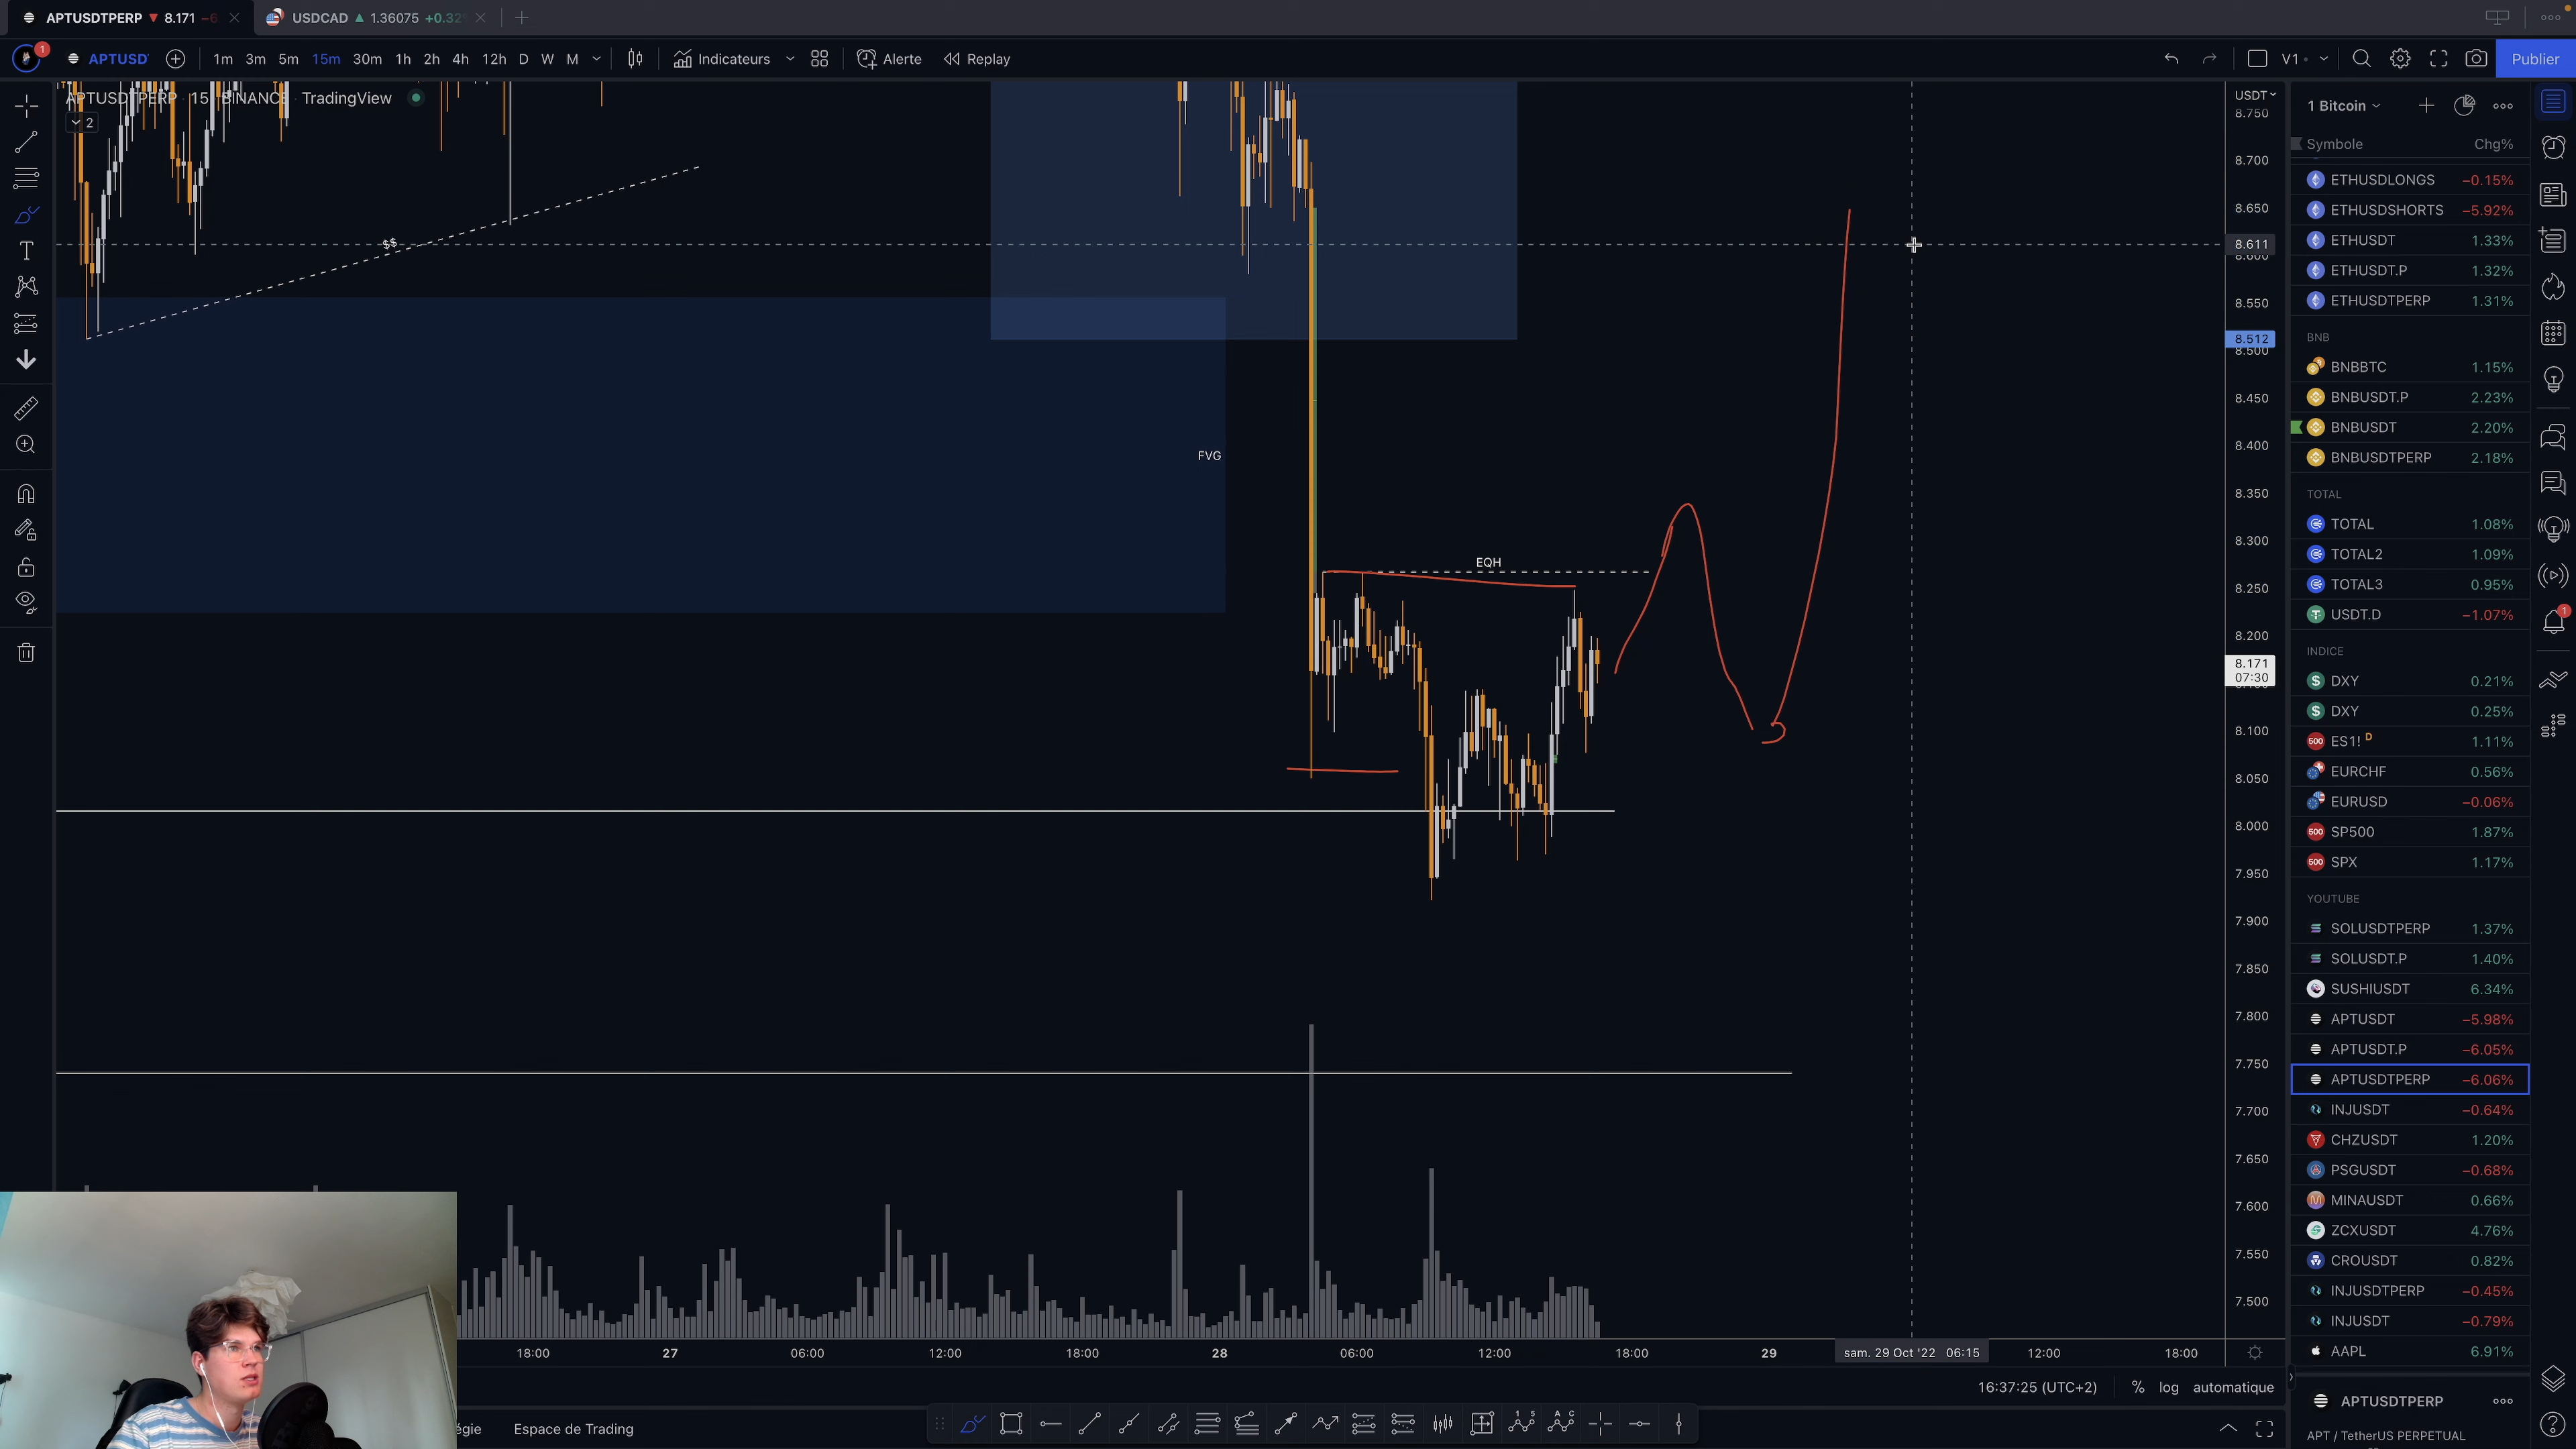 APTUSDTPERP ▼ 8.171 −6
USDCAD ▲ 1.36075 +0.32
1
APTUSD
1m 3m 5m 15m 30m 1h 2h 4h 12h D W M
Indicateurs
Alerte
Replay
V1
Publier
APTUSDTPERP 15 BINANCE TradingView
2
$$
FVG
EQH
USDT
8.750
8.700
8.650
8.611
8.600
8.550
8.512
8.500
8.450
8.400
8.350
8.300
8.250
8.200
8.171
07:30
8.100
8.050
8.000
7.950
7.900
7.850
7.800
7.750
7.700
7.650
7.600
7.550
7.500
18:00 27 06:00 12:00 18:00 28 06:00 12:00 18:00 29 sam. 29 Oct '22 06:15 12:00 18:00
16:37:25 (UTC+2) % log automatique
égie Espace de Trading
1 Bitcoin
Symbole Chg%
ETHUSDLONGS −0.15%
ETHUSDSHORTS −5.92%
ETHUSDT 1.33%
ETHUSDT.P 1.32%
ETHUSDTPERP 1.31%
BNB
BNBBTC 1.15%
BNBUSDT.P 2.23%
BNBUSDT 2.20%
BNBUSDTPERP 2.18%
TOTAL
TOTAL 1.08%
TOTAL2 1.09%
TOTAL3 0.95%
USDT.D −1.07%
INDICE
DXY 0.21%
DXY 0.25%
ES1! D 1.11%
EURCHF 0.56%
EURUSD −0.06%
SP500 1.87%
SPX 1.17%
YOUTUBE
SOLUSDTPERP 1.37%
SOLUSDT.P 1.40%
SUSHIUSDT 6.34%
APTUSDT −5.98%
APTUSDT.P −6.05%
APTUSDTPERP −6.06%
INJUSDT −0.64%
CHZUSDT 1.20%
PSGUSDT −0.68%
MINAUSDT 0.66%
ZCXUSDT 4.76%
CROUSDT 0.82%
INJUSDTPERP −0.45%
INJUSDT −0.79%
AAPL 6.91%
APTUSDTPERP
APT / TetherUS PERPETUAL
1